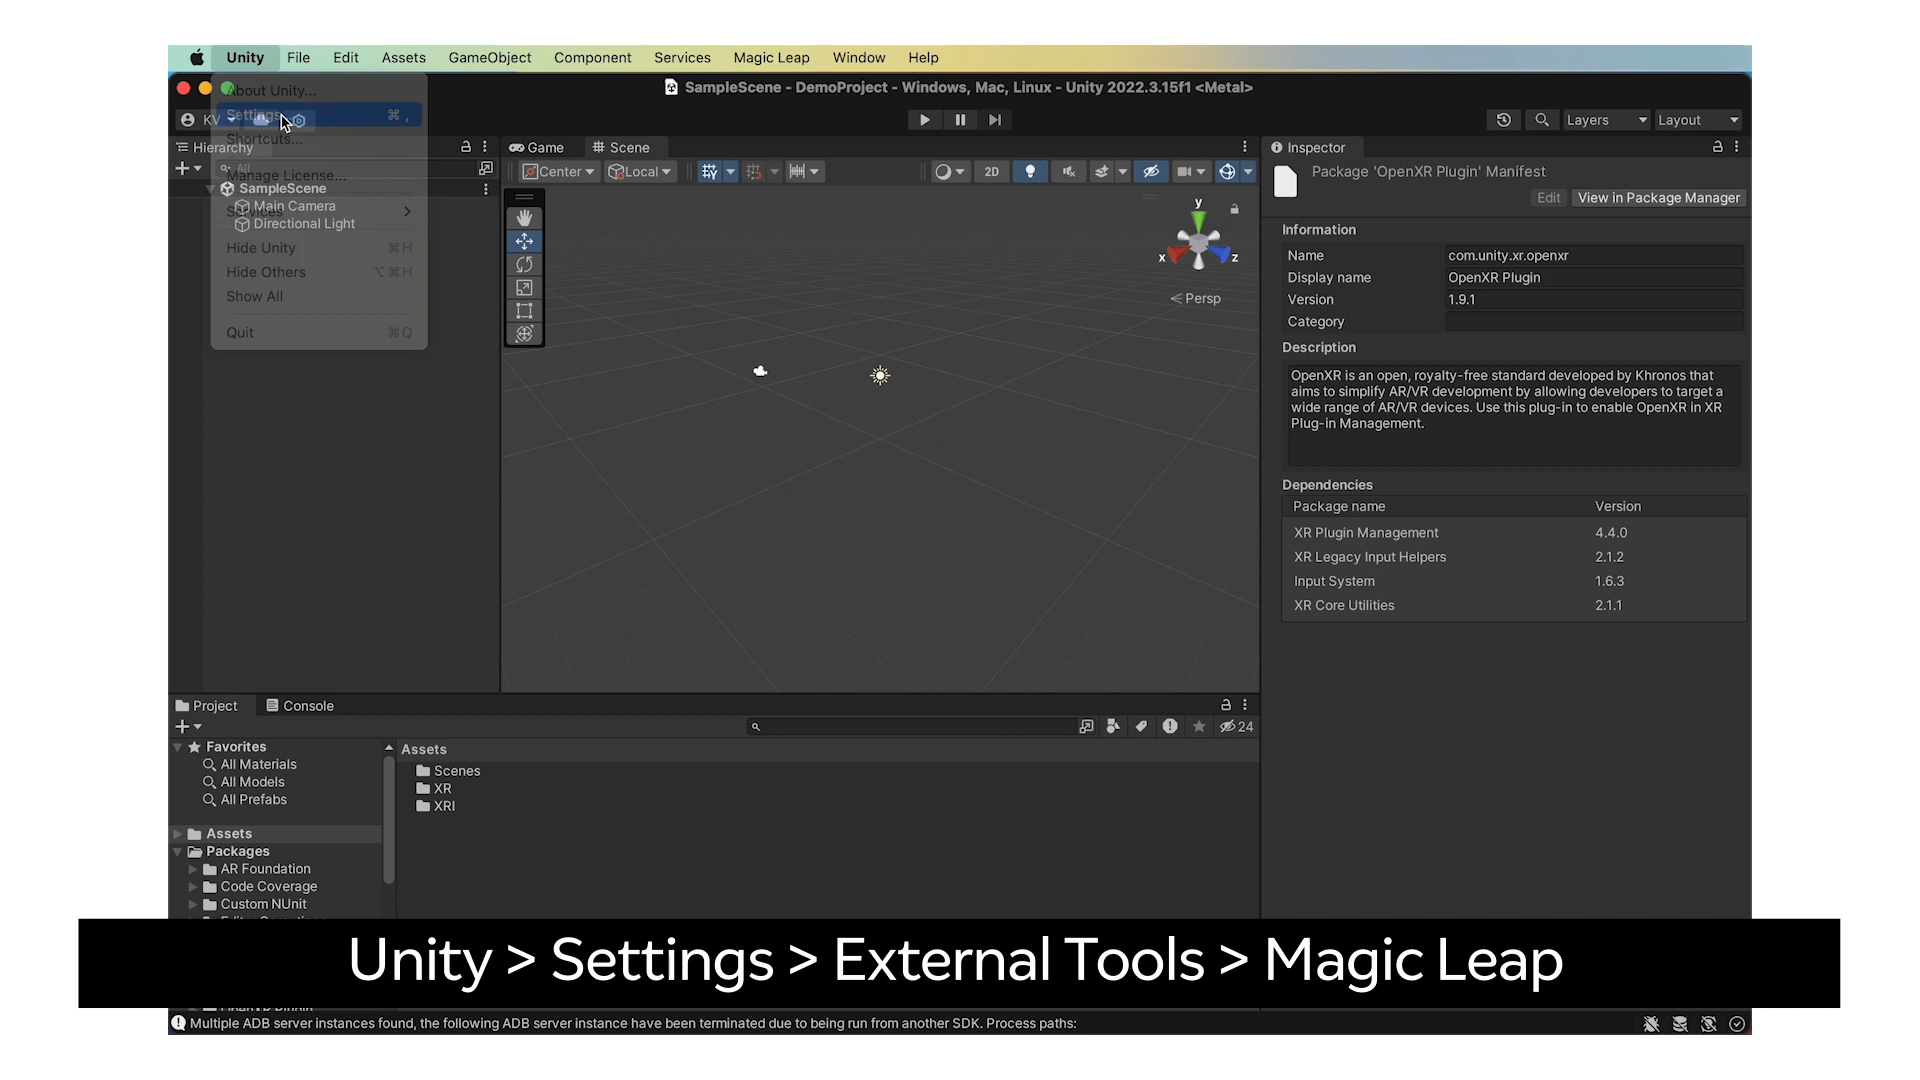 Unity File Edit Assets GameObject Component Services Magic Leap Window Help
SampleScene - DemoProject - Windows, Mac, Linux - Unity 2022.3.15f1 <Metal>
About Unity...
Settings... ⌘ ,
Shortcuts...
Manage License...
Services
Hide Unity ⌘H
Hide Others ⌥⌘H
Show All
Quit ⌘Q
KV
Layers Layout
Hierarchy
All
SampleScene
Main Camera
Directional Light
Game Scene
Center Local 2D
y
x z
Persp
Inspector
Package 'OpenXR Plugin' Manifest
Edit View in Package Manager
Information
Name com.unity.xr.openxr
Display name OpenXR Plugin
Version 1.9.1
Category
Description
OpenXR is an open, royalty-free standard developed by Khronos that
aims to simplify AR/VR development by allowing developers to target a
wide range of AR/VR devices. Use this plug-in to enable OpenXR in XR
Plug-in Management.
Dependencies
Package name Version
XR Plugin Management 4.4.0
XR Legacy Input Helpers 2.1.2
Input System 1.6.3
XR Core Utilities 2.1.1
Project Console
24
Favorites
All Materials
All Models
All Prefabs
Assets
Packages
AR Foundation
Code Coverage
Custom NUnit
Assets
Scenes
XR
XRI
Unity > Settings > External Tools > Magic Leap
Multiple ADB server instances found, the following ADB server instance have been terminated due to being run from another SDK. Process paths: